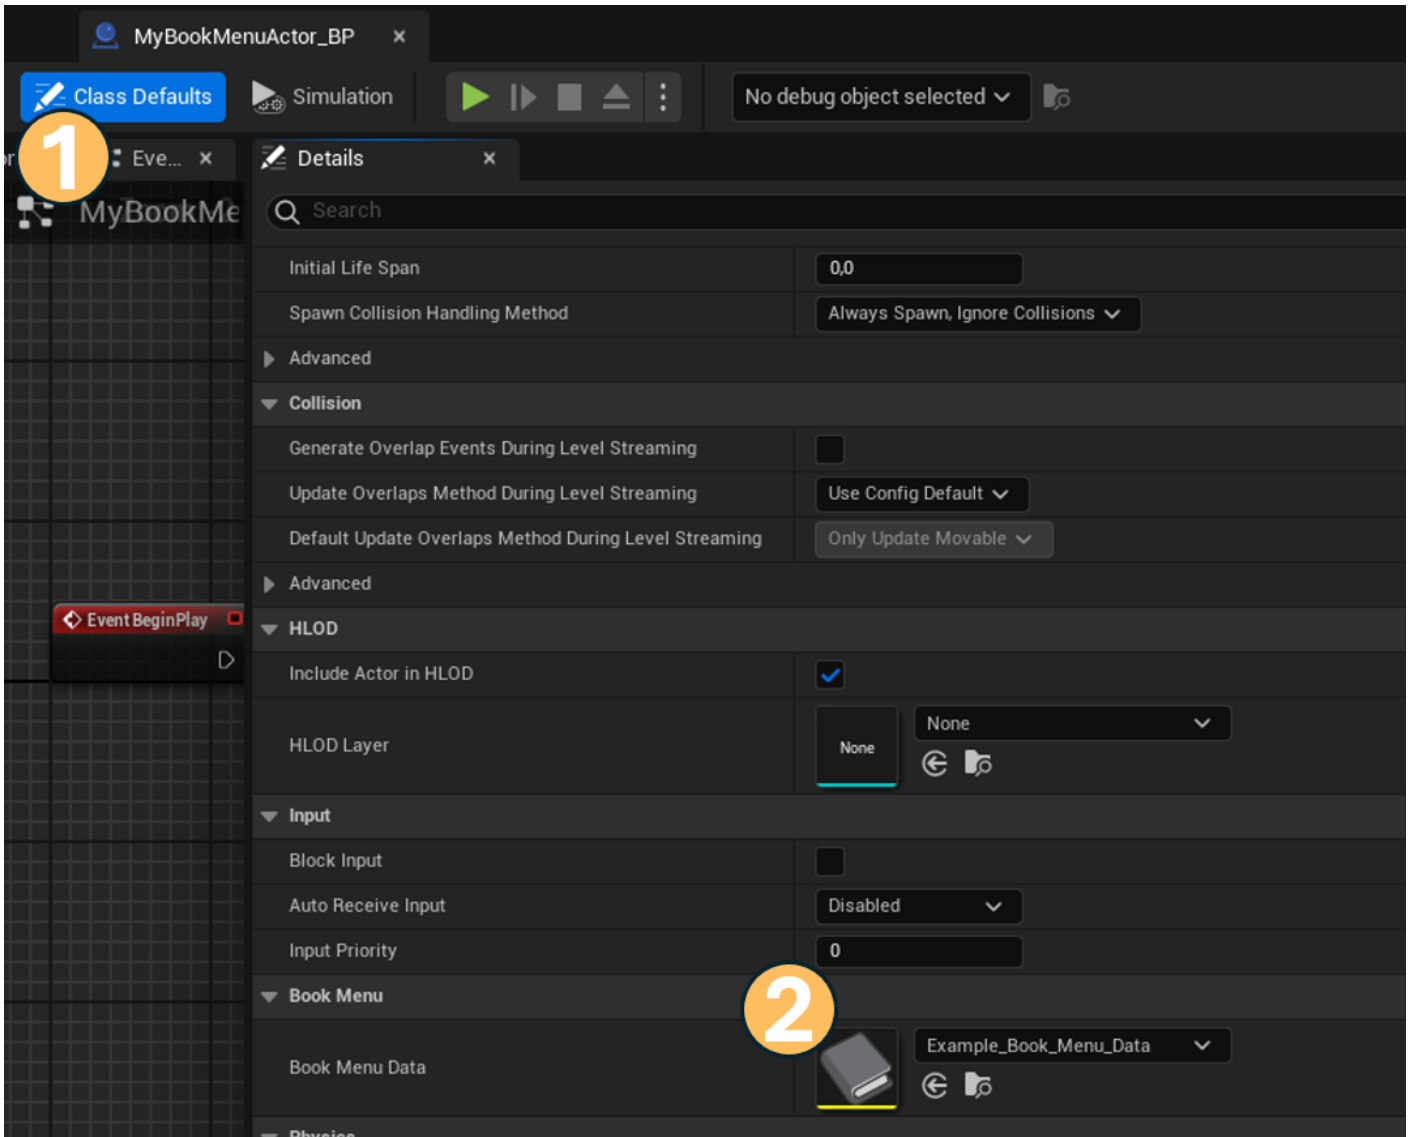 MyBookMenuActor_BP
Class Defaults
Simulation
No debug object selected
1
or
Eve...
Details
MyBookMe
Search
Initial Life Span
0,0
Spawn Collision Handling Method
Always Spawn, Ignore Collisions
Advanced
Collision
Generate Overlap Events During Level Streaming
Update Overlaps Method During Level Streaming
Use Config Default
Default Update Overlaps Method During Level Streaming
Only Update Movable
Advanced
Event BeginPlay
HLOD
Include Actor in HLOD
HLOD Layer
None
None
Input
Block Input
Auto Receive Input
Disabled
Input Priority
0
2
Book Menu
Book Menu Data
Example_Book_Menu_Data
Physics